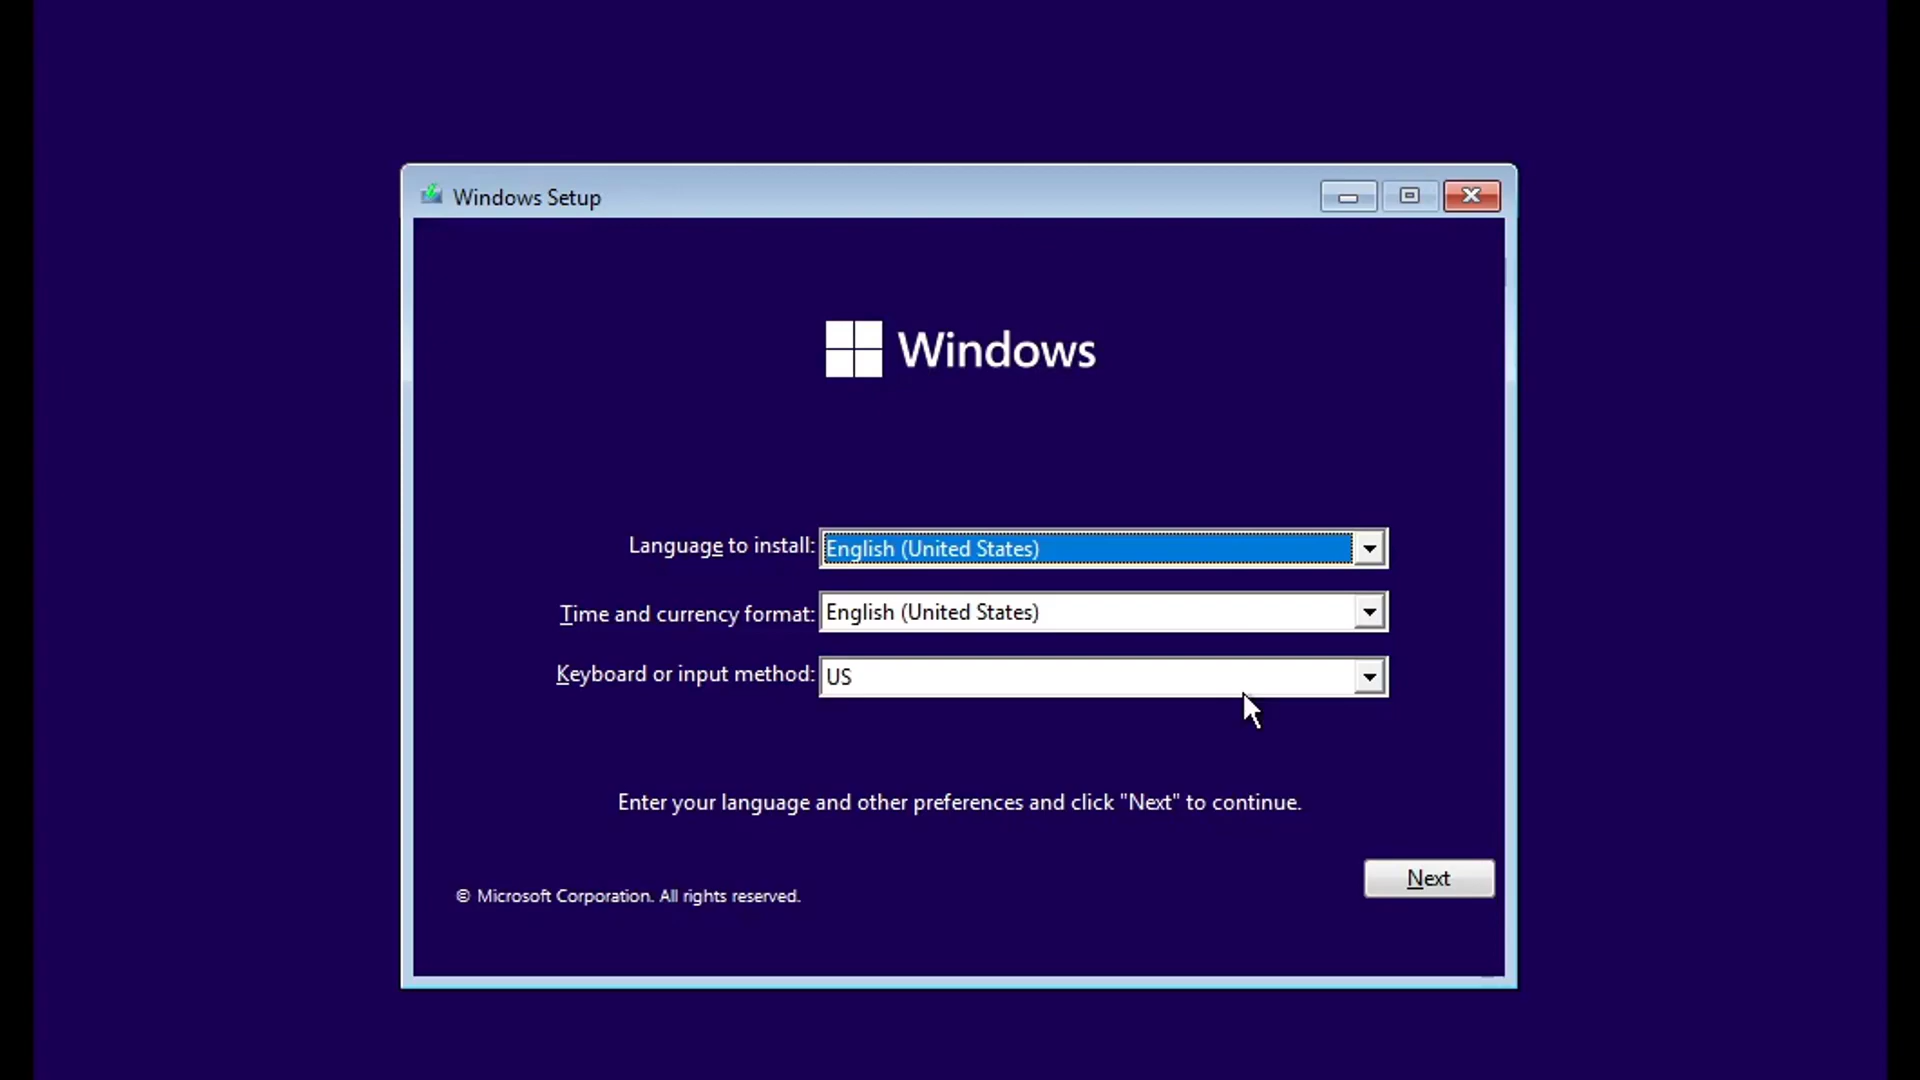 Windows Setup
Windows
Language to install: English (United States)
Time and currency format: English (United States)
Keyboard or input method: US
Enter your language and other preferences and click "Next" to continue.
Next
© Microsoft Corporation. All rights reserved.